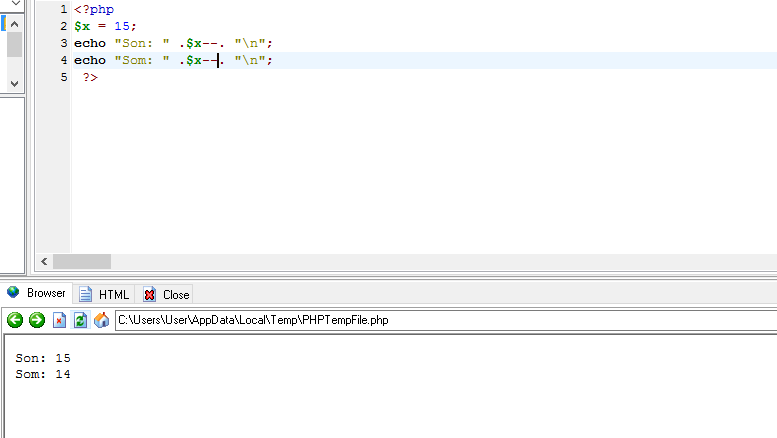 1 <?php
2 $x = 15;
3 echo "Son: " .$x--. "\n";
4 echo "Som: " .$x--. "\n";
5 ?>
Browser HTML Close
C:\Users\User\AppData\Local\Temp\PHPTempFile.php
Son: 15
Som: 14